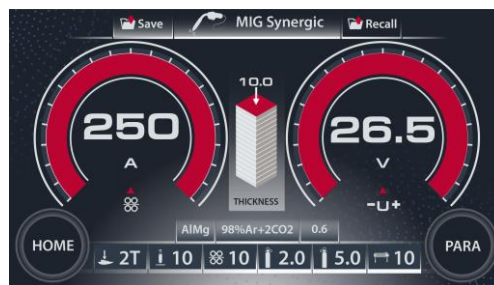 Save MIG Synergic Recall
10.0
250 26.5
A V
THICKNESS
-U+
AlMg 98%Ar+2CO2 0.6
HOME PARA
2T 10 10 2.0 5.0 10